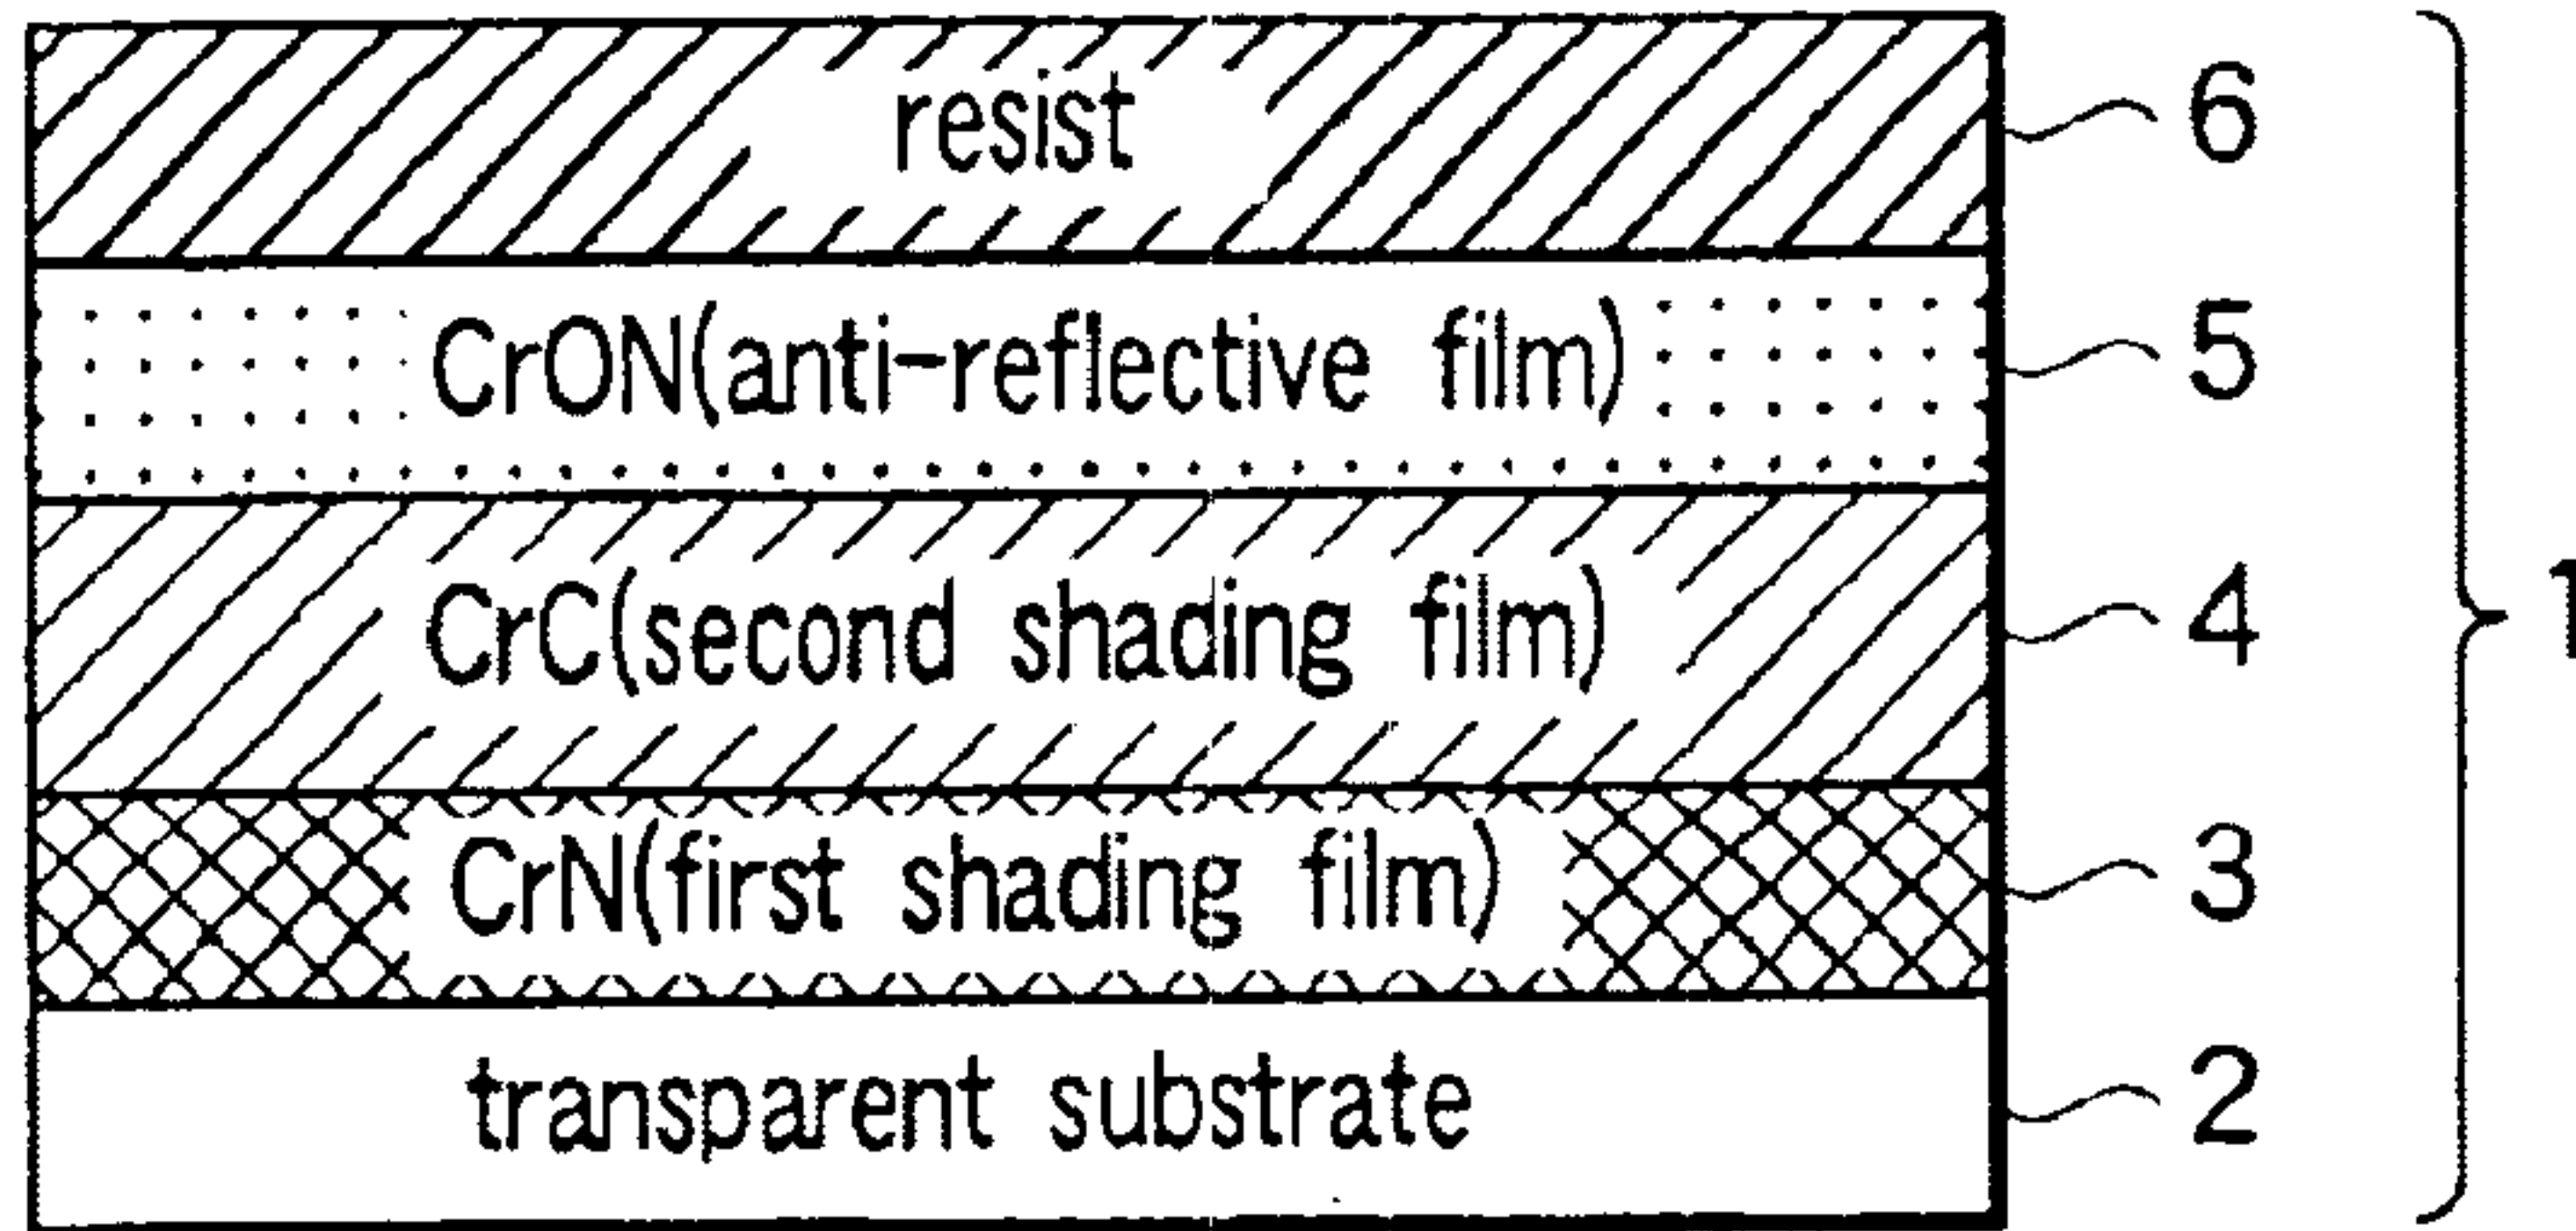 resist 6
CrON(anti-reflective film) 5
CrC(second shading film) 4
1
CrN(first shading film) 3
transparent substrate 2